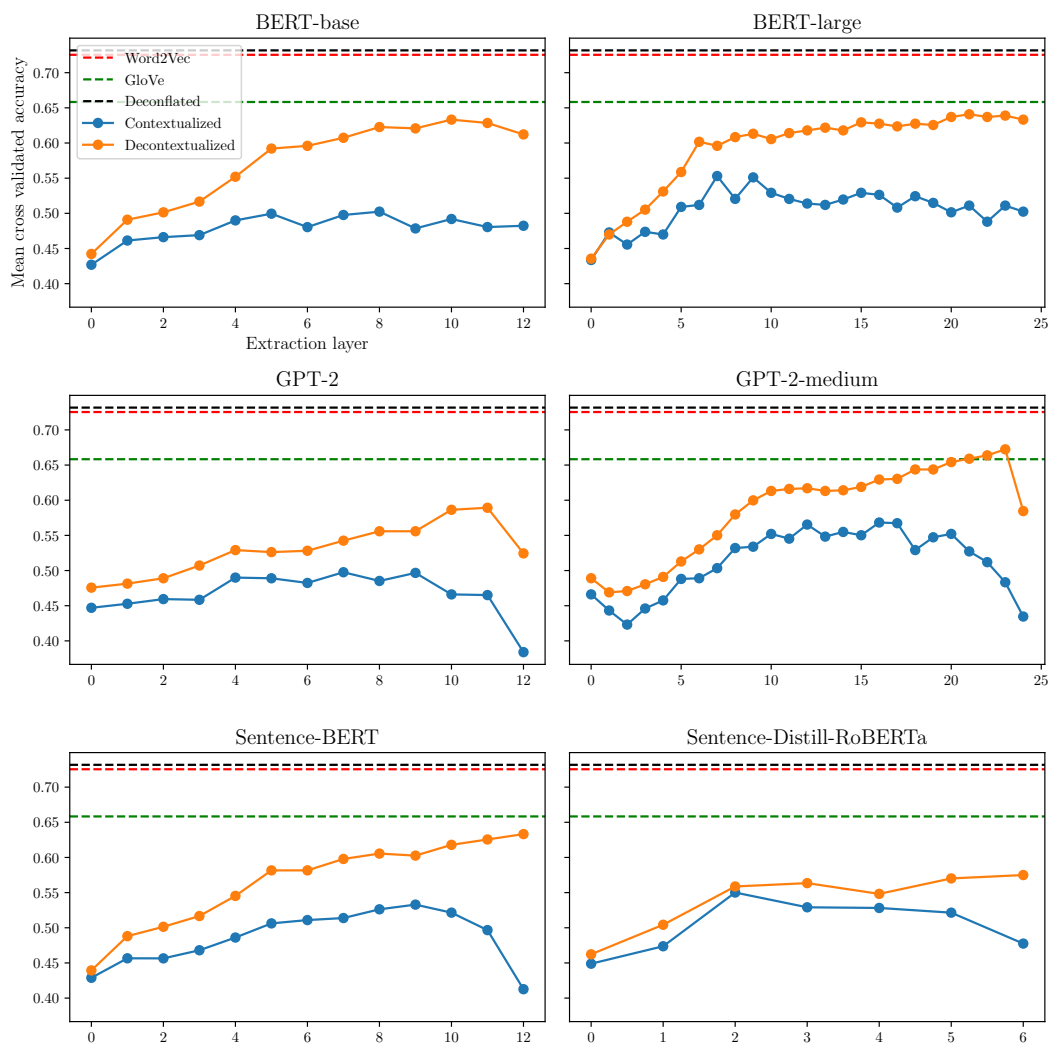 BERT-base
BERT-large
Mean cross validated accuracy
0.70
0.65
0.60
0.55
0.50
0.45
0.40
Word2Vec
GloVe
Deconflated
Contextualized
Decontextualized
0 2 4 6 8 10 12
0 5 10 15 20 25
Extraction layer
GPT-2
GPT-2-medium
0.70
0.65
0.60
0.55
0.50
0.45
0.40
0 2 4 6 8 10 12
0 5 10 15 20 25
Sentence-BERT
Sentence-Distill-RoBERTa
0.70
0.65
0.60
0.55
0.50
0.45
0.40
0 2 4 6 8 10 12
0 1 2 3 4 5 6